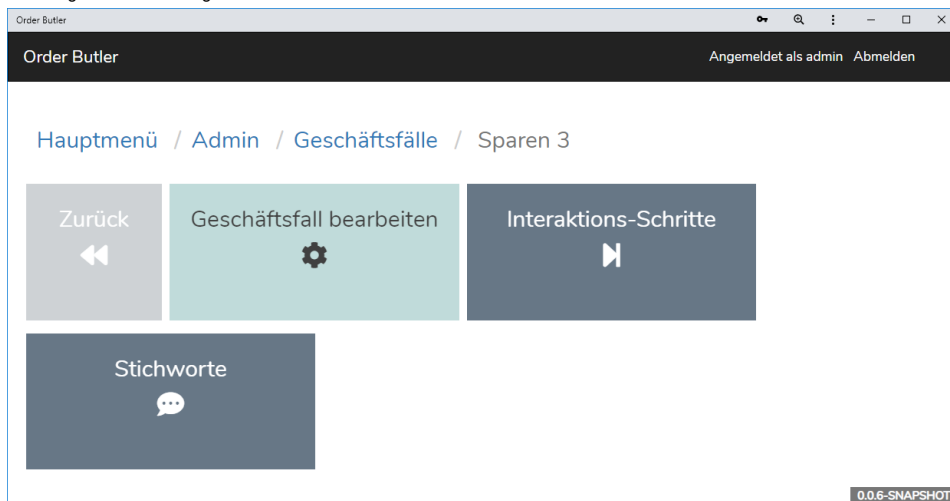 Order Butler
Order Butler
Angemeldet als admin Abmelden
Hauptmenü / Admin / Geschäftsfälle / Sparen 3
Zurück
Geschäftsfall bearbeiten
Interaktions-Schritte
Stichworte
0.0.6-SNAPSHOT